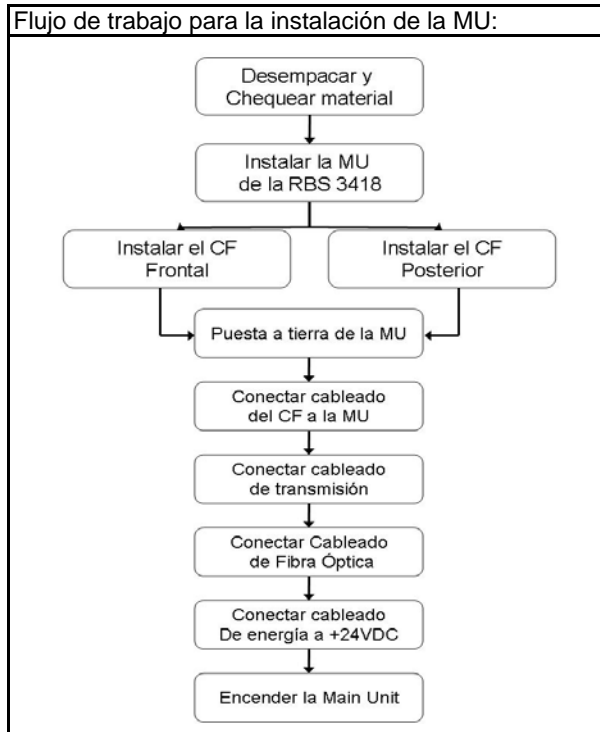 Flujo de trabajo para la instalación de la MU:
Desempacar y
Chequear material
Instalar la MU
de la RBS 3418
Instalar el CF
Frontal
Instalar el CF
Posterior
Puesta a tierra de la MU
Conectar cableado
del CF a la MU
Conectar cableado
de transmisión
Conectar Cableado
de Fibra Óptica
Conectar cableado
De energía a +24VDC
Encender la Main Unit